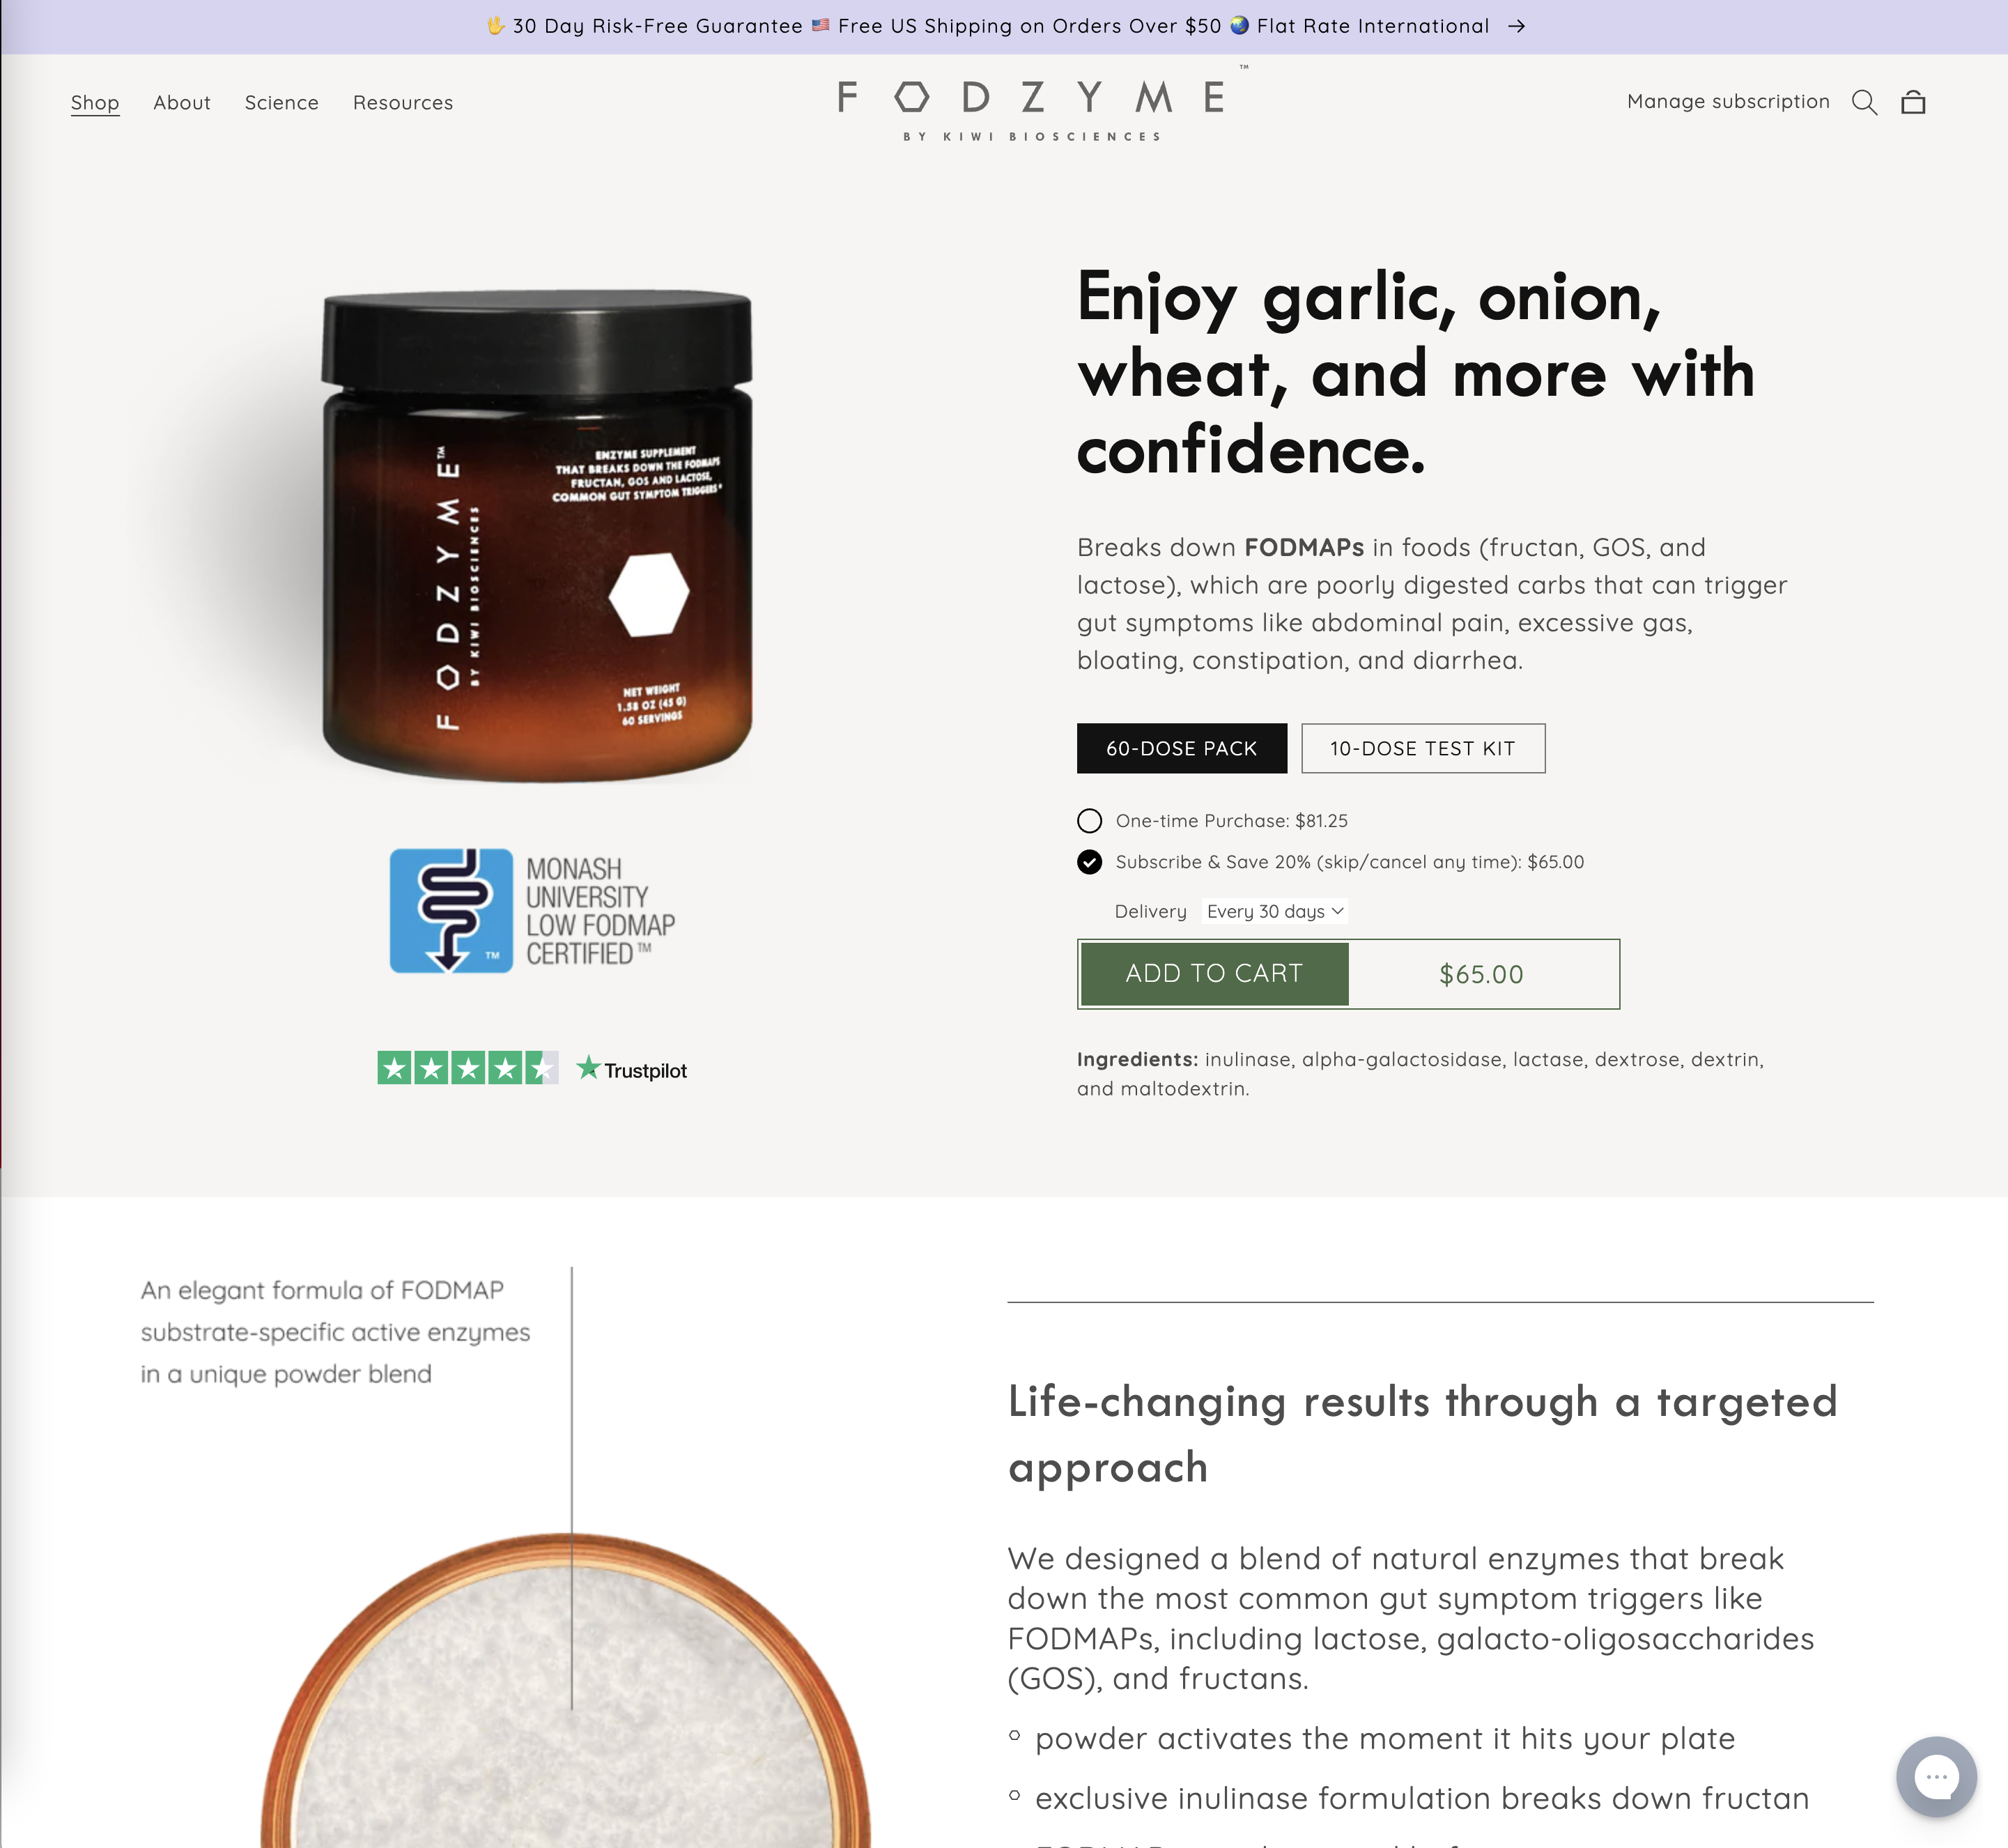 🖖 30 Day Risk-Free Guarantee 🇺🇸 Free US Shipping on Orders Over $50 🌏 Flat Rate International →
Shop About Science Resources
FODZYME™
BY KIWI BIOSCIENCES
Manage subscription
FODZYME™
BY KIWI BIOSCIENCES
ENZYME SUPPLEMENT
THAT BREAKS DOWN THE FODMAPS
FRUCTAN, GOS AND LACTOSE,
COMMON GUT SYMPTOM TRIGGERS*
NET WEIGHT
1.58 OZ (45 G)
60 SERVINGS
MONASH
UNIVERSITY
LOW FODMAP
CERTIFIED™
TM
Trustpilot
Enjoy garlic, onion,
wheat, and more with
confidence.
Breaks down FODMAPs in foods (fructan, GOS, and
lactose), which are poorly digested carbs that can trigger
gut symptoms like abdominal pain, excessive gas,
bloating, constipation, and diarrhea.
60-DOSE PACK 10-DOSE TEST KIT
One-time Purchase: $81.25
Subscribe & Save 20% (skip/cancel any time): $65.00
Delivery Every 30 days
ADD TO CART $65.00
Ingredients: inulinase, alpha-galactosidase, lactase, dextrose, dextrin,
and maltodextrin.
An elegant formula of FODMAP
substrate-specific active enzymes
in a unique powder blend
Life-changing results through a targeted
approach
We designed a blend of natural enzymes that break
down the most common gut symptom triggers like
FODMAPs, including lactose, galacto-oligosaccharides
(GOS), and fructans.
powder activates the moment it hits your plate
exclusive inulinase formulation breaks down fructan